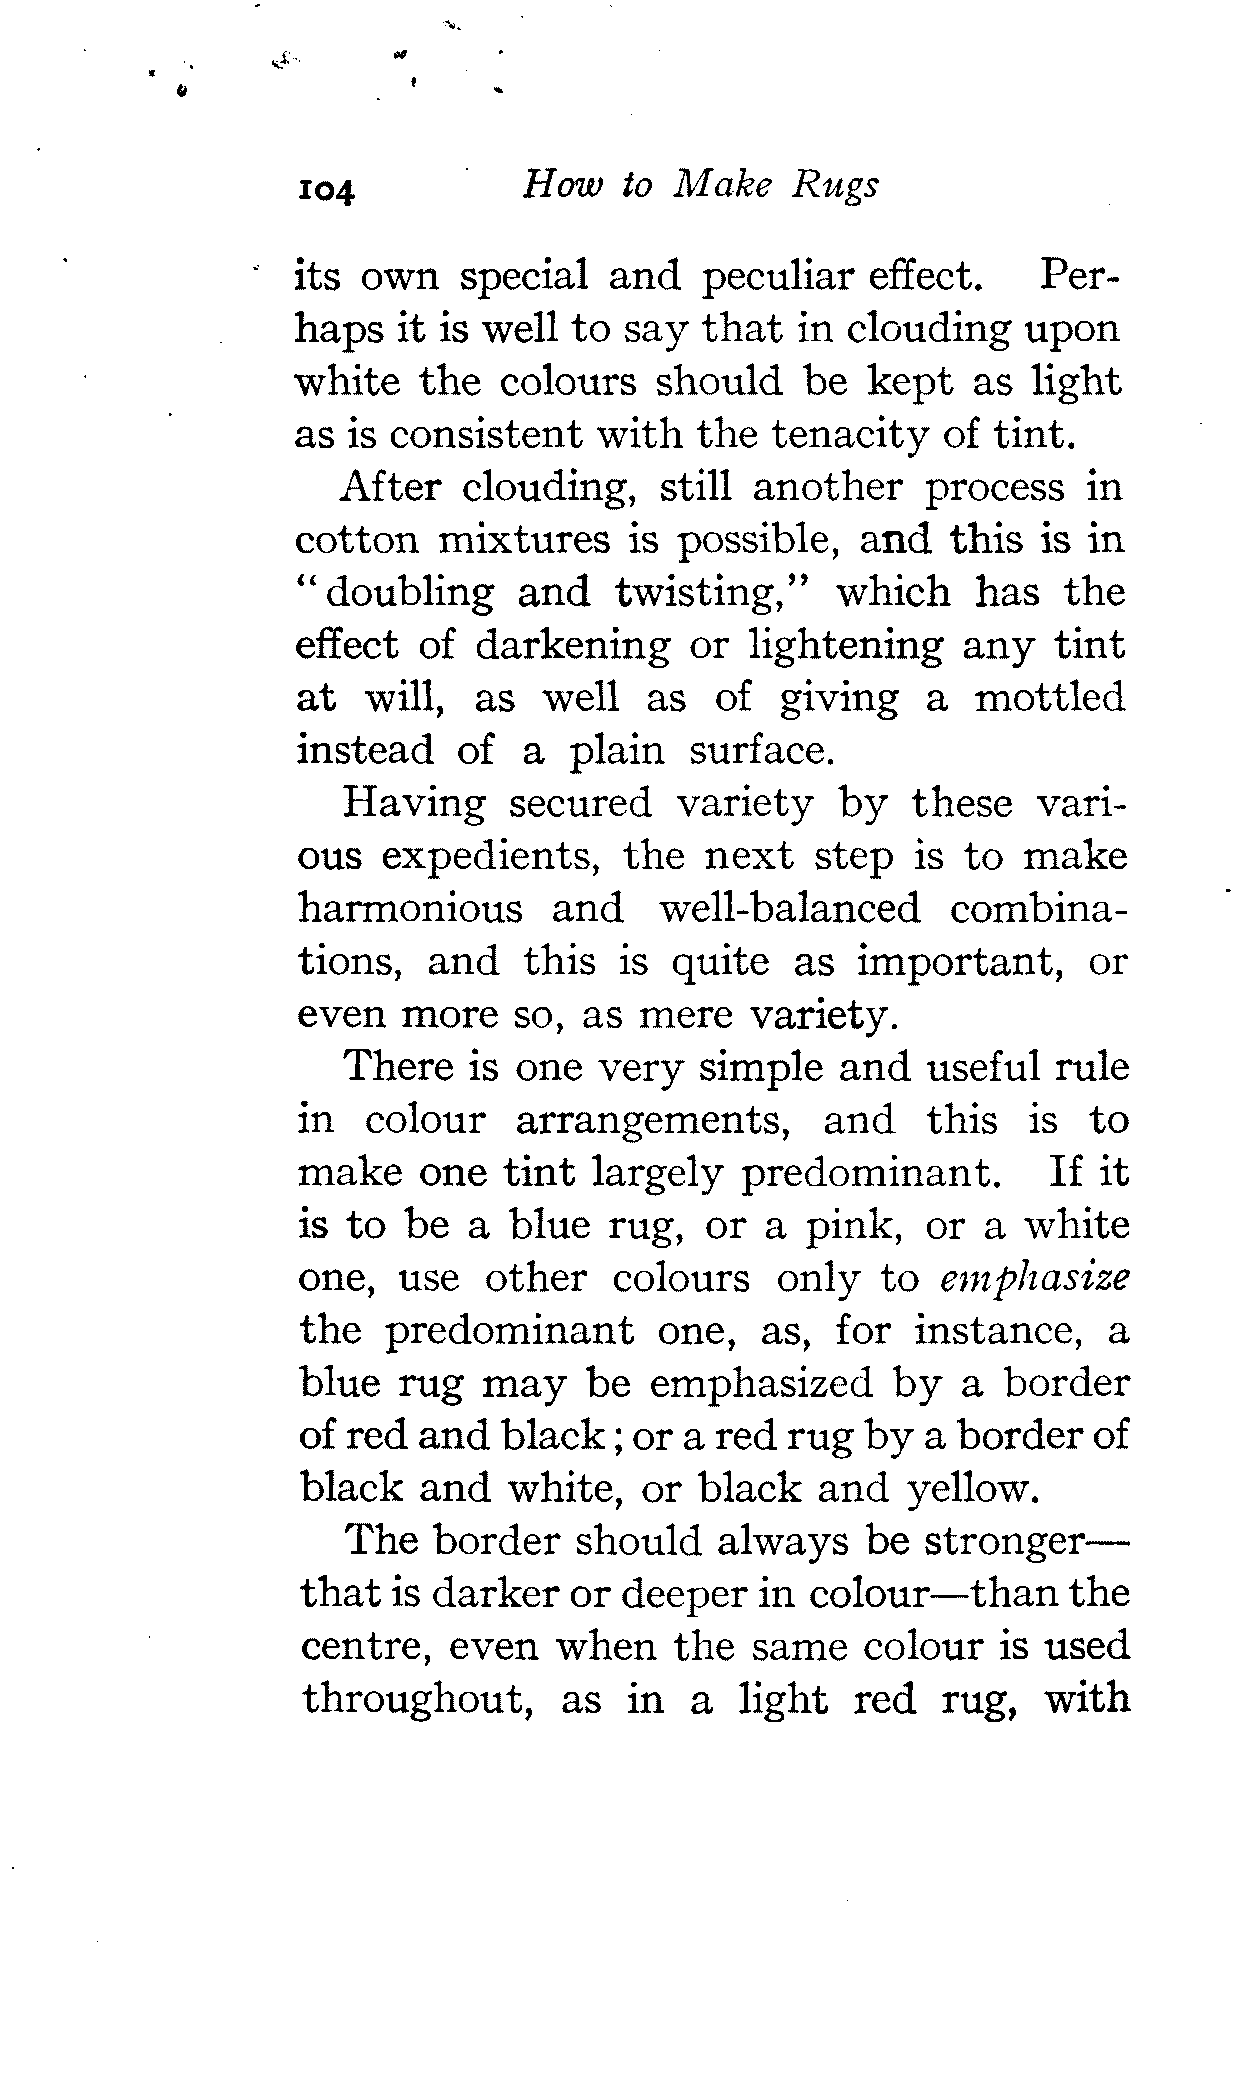 104 How to Make Rugs
its own special and peculiar effect. Per-
haps it is well to say that in clouding upon
white the colours should be kept as light
as is consistent with the tenacity of tint.
After clouding, still another process in
cotton mixtures is possible, and this is in
“doubling and twisting,” which has the
effect of darkening or lightening any tint
at will, as well as of giving a mottled
instead of a plain surface.
Having secured variety by these vari-
ous expedients, the next step is to make
harmonious and well-balanced combina-
tions, and this is quite as important, or
even more so, as mere variety.
There is one very simple and useful rule
in colour arrangements, and this is to
make one tint largely predominant. If it
is to be a blue rug, or a pink, or a white
one, use other colours only to emphasize
the predominant one, as, for instance, a
blue rug may be emphasized by a border
of red and black; or a red rug by a border of
black and white, or black and yellow.
The border should always be stronger—
that is darker or deeper in colour—than the
centre, even when the same colour is used
throughout, as in a light red rug, with